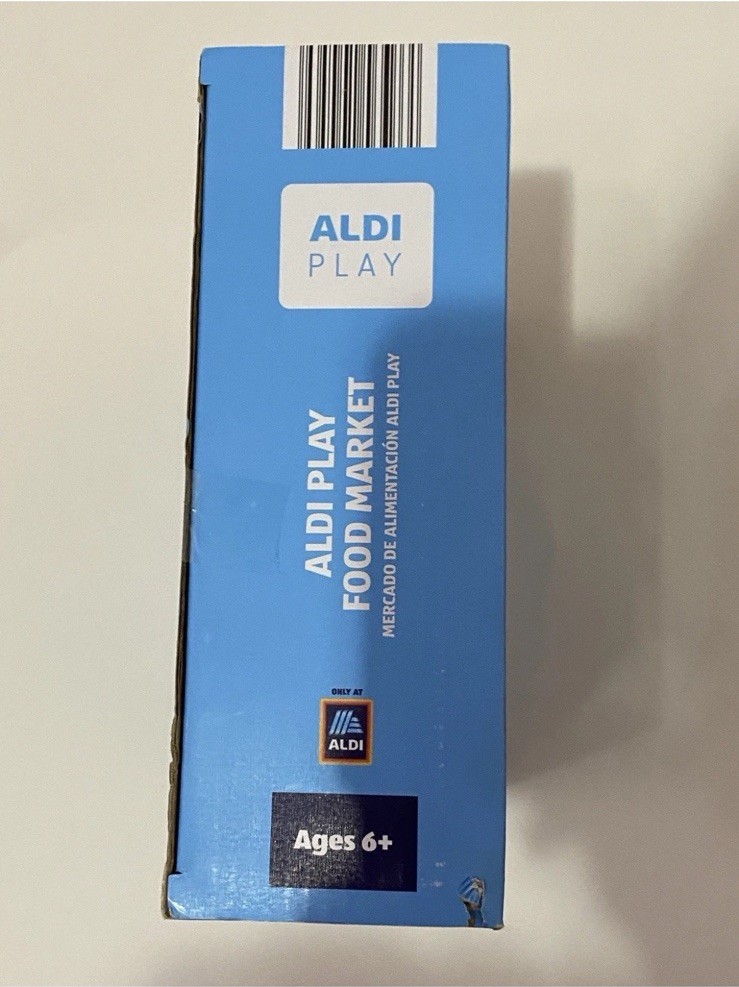 ALDI
PLAY
ALDI PLAY
FOOD MARKET
MERCADO DE ALIMENTACIÓN ALDI PLAY
ONLY AT
ALDI
Ages 6+